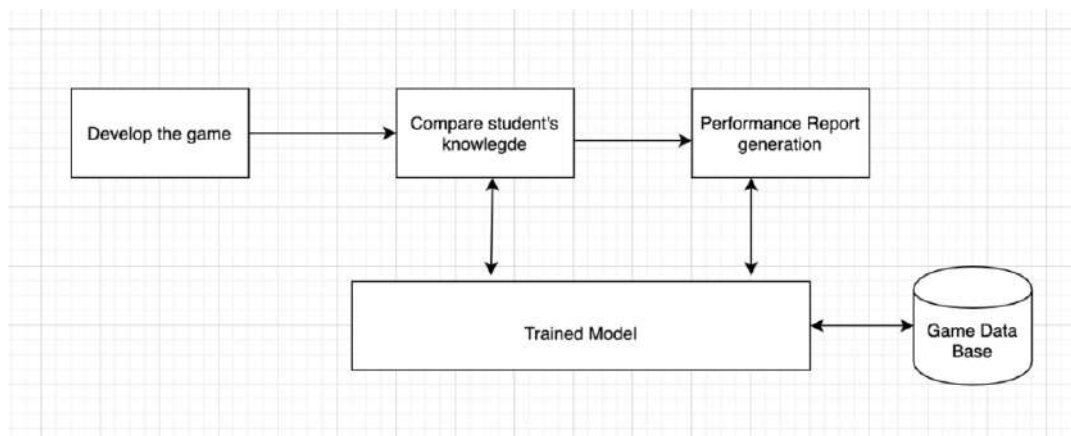 Develop the game
Compare student's
knowlegde
Performance Report
generation
Trained Model
Game Data
Base